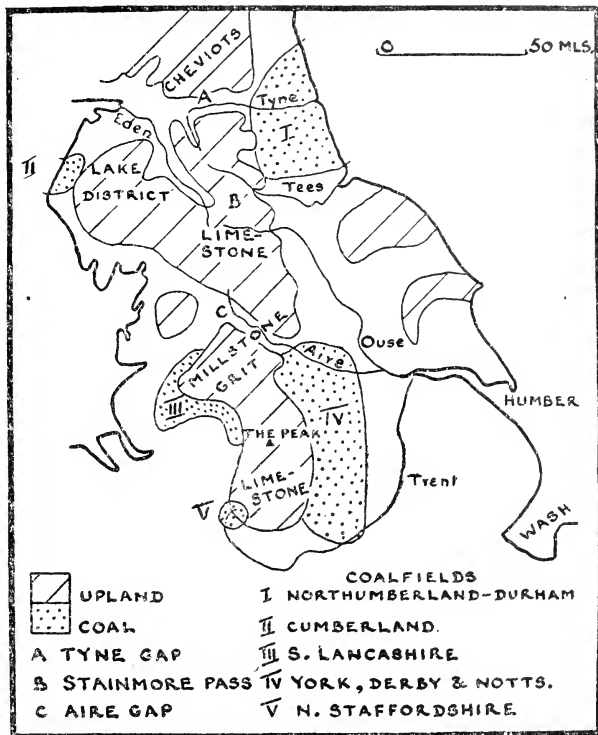 0 50 MLS.
CHEVIOTS
A
Tyne
Eden
I
II
LAKE
DISTRICT
Tees
B
LIME-
STONE
C
MILLSTONE
GRIT
Aire
Ouse
HUMBER
III
IV
THE PEAK
LIME-
STONE
Trent
V
WASH
UPLAND
COAL
A TYNE GAP
B STAINMORE PASS
C AIRE GAP
COALFIELDS
I NORTHUMBERLAND-DURHAM
II CUMBERLAND.
III S. LANCASHIRE
IV YORK, DERBY & NOTTS.
V N. STAFFORDSHIRE